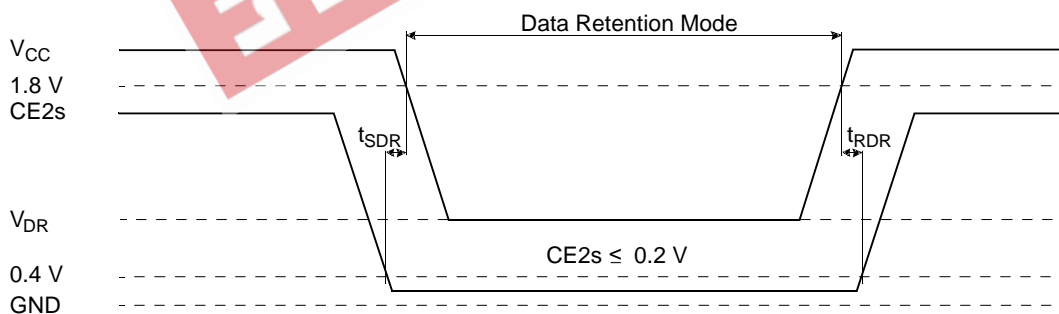 Data Retention Mode
VCC
1.8 V
CE2s
tSDR
tRDR
VDR
CE2s ≤ 0.2 V
0.4 V
GND